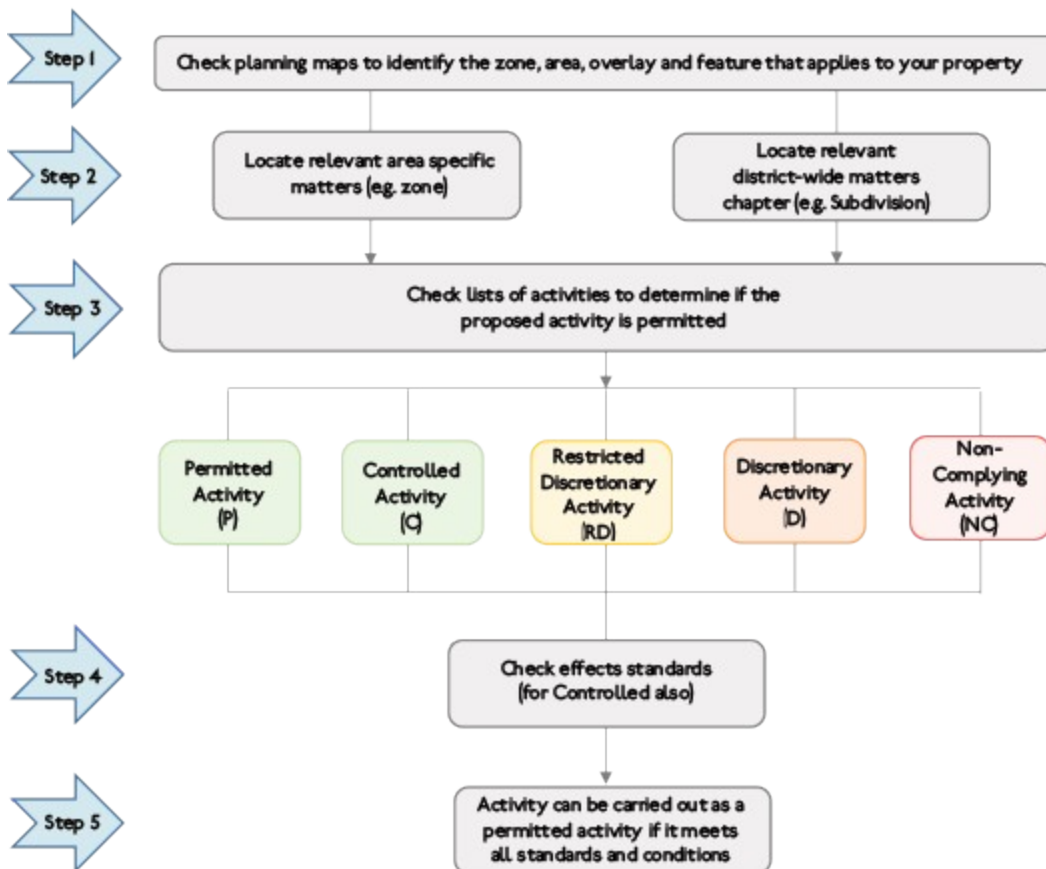 Step 1
Check planning maps to identify the zone, area, overlay and feature that applies to your property
Step 2
Locate relevant area specific
matters (e.g. zone)
Locate relevant
district-wide matters
chapter (e.g. Subdivision)
Step 3
Check lists of activities to determine if the
proposed activity is permitted
Permitted
Activity
(P)
Controlled
Activity
(C)
Restricted
Discretionary
Activity
(RD)
Discretionary
Activity
(D)
Non-
Complying
Activity
(NC)
Step 4
Check effects standards
(for Controlled also)
Step 5
Activity can be carried out as a
permitted activity if it meets
all standards and conditions